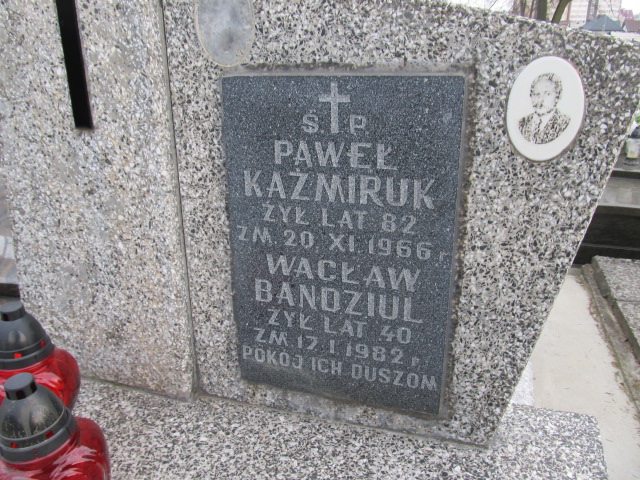 Ś P
PAWEŁ
KAŹMIRUK
ŻYŁ LAT 82
ZM. 20. XI. 1966 r.
WACŁAW
BANDZIUL
ŻYŁ LAT 40
ZM. 17. I. 1982 r.
POKÓJ ICH DUSZOM